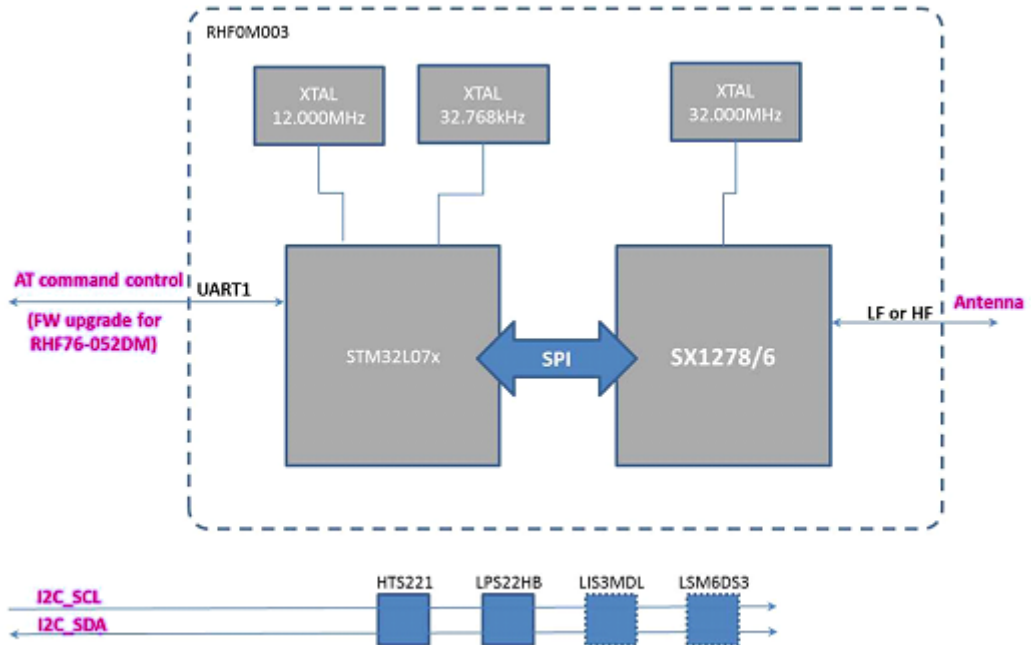 RHF0M003
XTAL
12.000MHz
XTAL
32.768kHz
XTAL
32.000MHz
AT command control
UART1
(FW upgrade for
RHF76-052DM)
LF or HF
Antenna
STM32L07x
SPI
SX1278/6
HTS221
LPS22HB
LIS3MDL
LSM6DS3
I2C_SCL
I2C_SDA